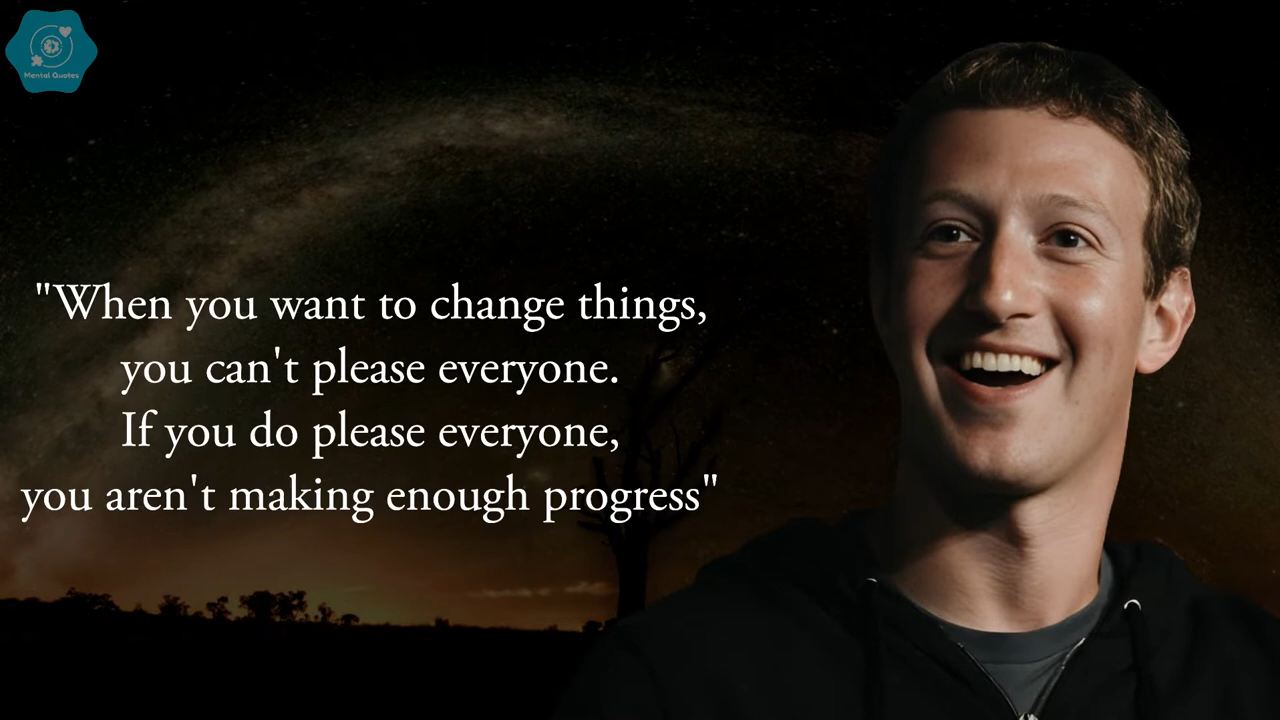 Mental Quotes
"When you want to change things,
you can't please everyone.
If you do please everyone,
you aren't making enough progress"